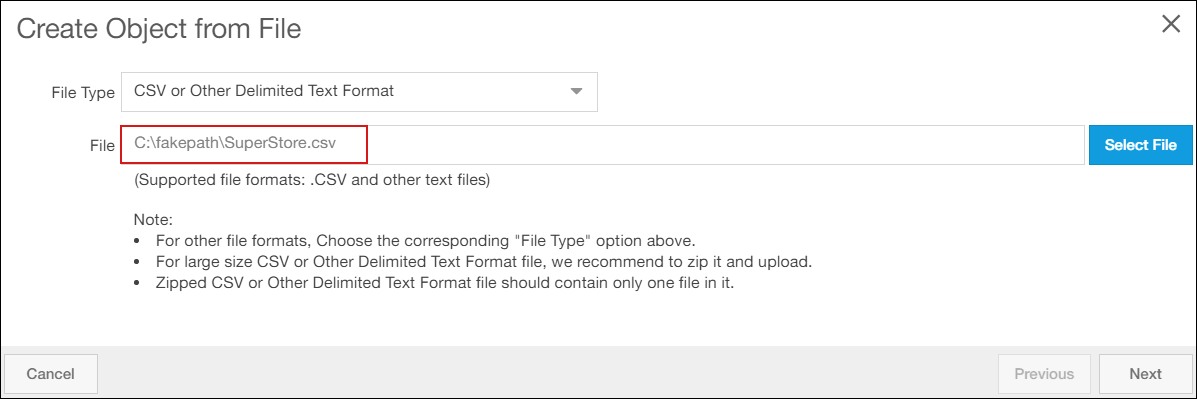 Create Object from File
File Type CSV or Other Delimited Text Format
File C:\fakepath\SuperStore.csv Select File
(Supported file formats: .CSV and other text files)
Note:
• For other file formats, Choose the corresponding "File Type" option above.
• For large size CSV or Other Delimited Text Format file, we recommend to zip it and upload.
• Zipped CSV or Other Delimited Text Format file should contain only one file in it.
Cancel Previous Next